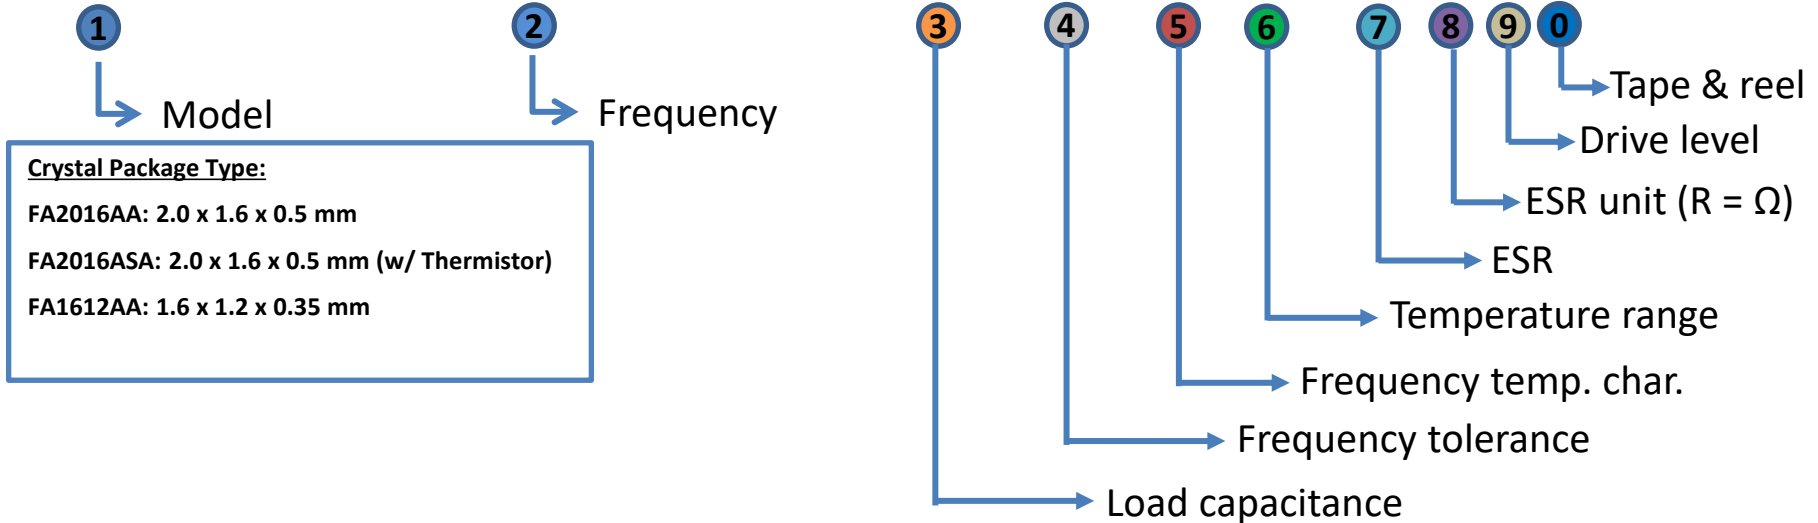 1 2 3 4 5 6 7 8 9 0
Model
Frequency
Crystal Package Type:
FA2016AA: 2.0 x 1.6 x 0.5 mm
FA2016ASA: 2.0 x 1.6 x 0.5 mm (w/ Thermistor)
FA1612AA: 1.6 x 1.2 x 0.35 mm
Tape & reel
Drive level
ESR unit (R = Ω)
ESR
Temperature range
Frequency temp. char.
Frequency tolerance
Load capacitance